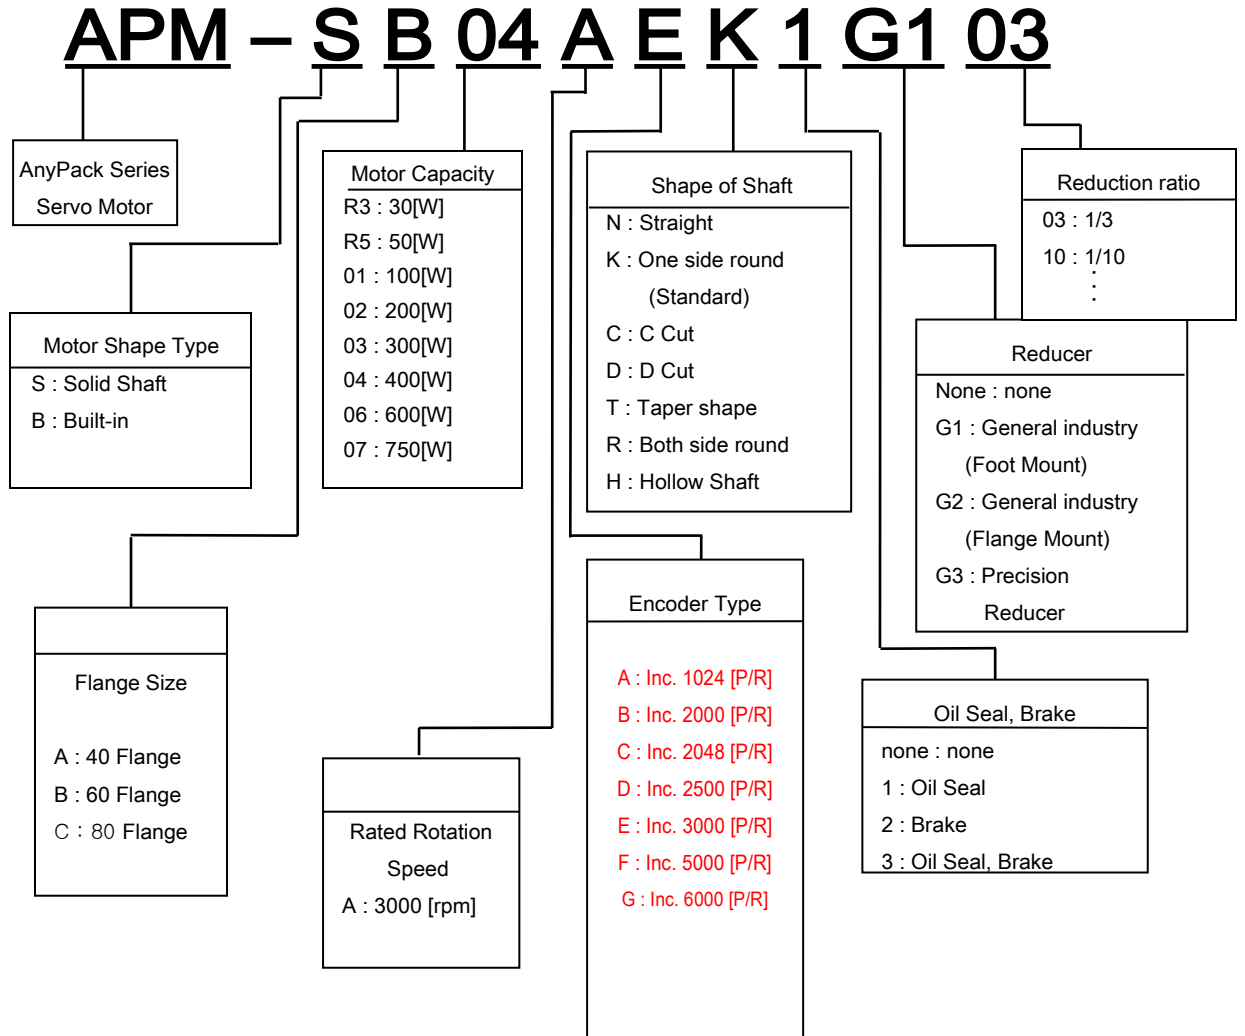 APM – S B 04 A E K 1 G1 03
AnyPack Series
Servo Motor
Motor Shape Type
S : Solid Shaft
B : Built-in
Flange Size
A : 40 Flange
B : 60 Flange
C : 80 Flange
Motor Capacity
R3 : 30[W]
R5 : 50[W]
01 : 100[W]
02 : 200[W]
03 : 300[W]
04 : 400[W]
06 : 600[W]
07 : 750[W]
Rated Rotation
Speed
A : 3000 [rpm]
Encoder Type
A : Inc. 1024 [P/R]
B : Inc. 2000 [P/R]
C : Inc. 2048 [P/R]
D : Inc. 2500 [P/R]
E : Inc. 3000 [P/R]
F : Inc. 5000 [P/R]
G : Inc. 6000 [P/R]
Shape of Shaft
N : Straight
K : One side round
(Standard)
C : C Cut
D : D Cut
T : Taper shape
R : Both side round
H : Hollow Shaft
Oil Seal, Brake
none : none
1 : Oil Seal
2 : Brake
3 : Oil Seal, Brake
Reducer
None : none
G1 : General industry
(Foot Mount)
G2 : General industry
(Flange Mount)
G3 : Precision
Reducer
Reduction ratio
03 : 1/3
10 : 1/10
⋮